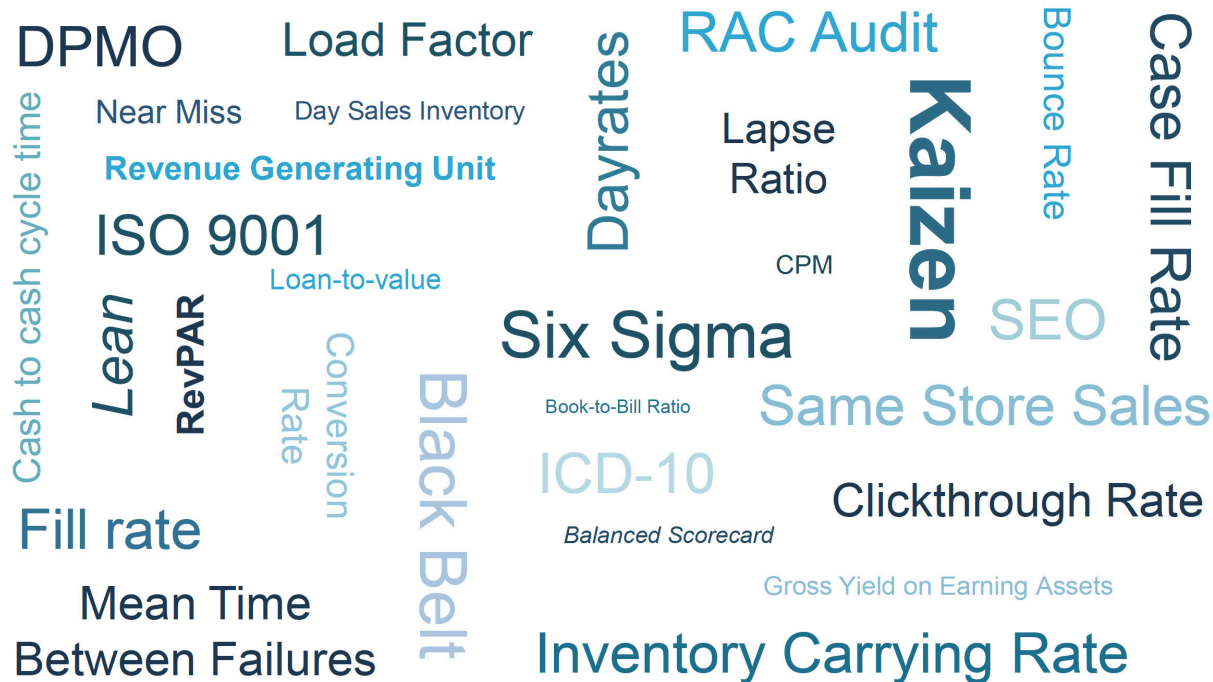 DPMO
Load Factor
Dayrates
RAC Audit
Bounce Rate
Case Fill Rate
Cash to cash cycle time
Near Miss
Day Sales Inventory
Lapse
Ratio
Kaizen
Revenue Generating Unit
ISO 9001
CPM
Loan-to-value
Lean
RevPAR
Six Sigma
SEO
Conversion
Rate
Black Belt
Book-to-Bill Ratio
Same Store Sales
ICD-10
Clickthrough Rate
Fill rate
Balanced Scorecard
Gross Yield on Earning Assets
Mean Time
Between Failures
Inventory Carrying Rate